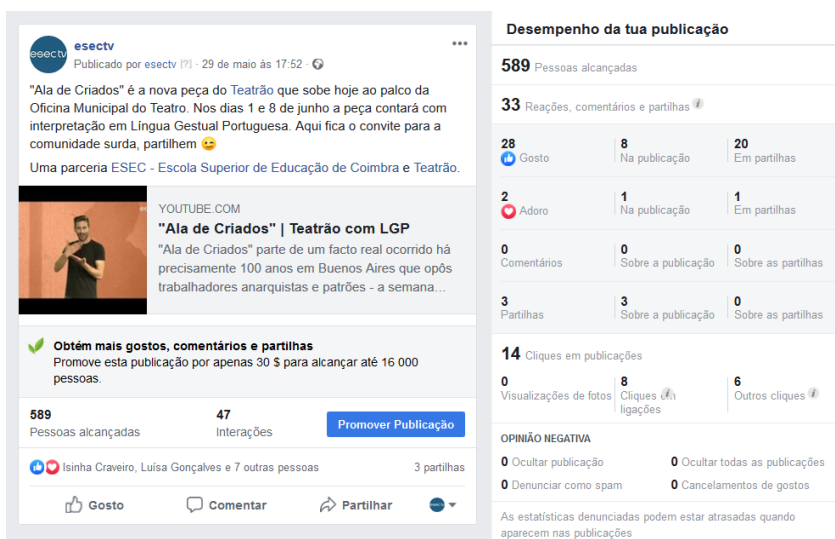 esectv
esectv
Publicado por esectv [?] · 29 de maio às 17:52 ·
"Ala de Criados" é a nova peça do Teatrão que sobe hoje ao palco da
Oficina Municipal do Teatro. Nos dias 1 e 8 de junho a peça contará com
interpretação em Língua Gestual Portuguesa. Aqui fica o convite para a
comunidade surda, partilhem 😉
Uma parceria ESEC - Escola Superior de Educação de Coimbra e Teatrão.
YOUTUBE.COM
"Ala de Criados" | Teatrão com LGP
"Ala de Criados" parte de um facto real ocorrido há
precisamente 100 anos em Buenos Aires que opôs
trabalhadores anarquistas e patrões - a semana…
Obtém mais gostos, comentários e partilhas
Promove esta publicação por apenas 30 $ para alcançar até 16 000
pessoas.
589 47
Pessoas alcançadas Interações Promover Publicação
Isinha Craveiro, Luísa Gonçalves e 7 outras pessoas 3 partilhas
Gosto Comentar Partilhar
Desempenho da tua publicação
589 Pessoas alcançadas
33 Reações, comentários e partilhas
28 8 20
Gosto Na publicação Em partilhas
2 1 1
Adoro Na publicação Em partilhas
0 0 0
Comentários Sobre a publicação Sobre as partilhas
3 3 0
Partilhas Sobre a publicação Sobre as partilhas
14 Cliques em publicações
0 8 6
Visualizações de fotos Cliques em Outros cliques
ligações
OPINIÃO NEGATIVA
0 Ocultar publicação 0 Ocultar todas as publicações
0 Denunciar como spam 0 Cancelamentos de gostos
As estatísticas denunciadas podem estar atrasadas quando
aparecem nas publicações